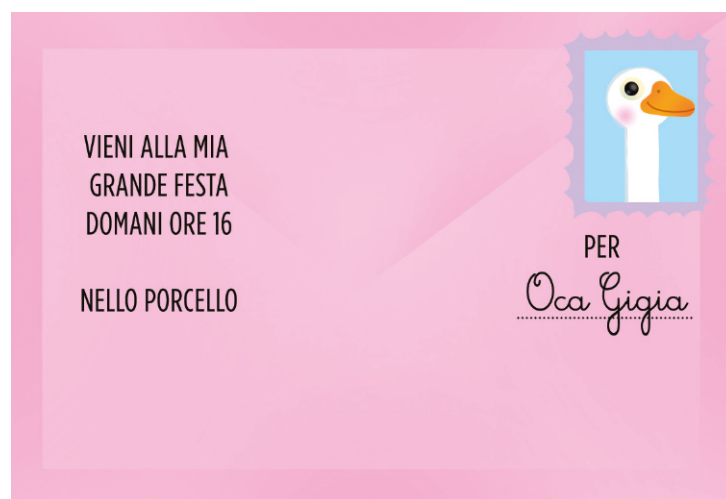 VIENI ALLA MIA
GRANDE FESTA
DOMANI ORE 16
NELLO PORCELLO
PER
Oca Gigia